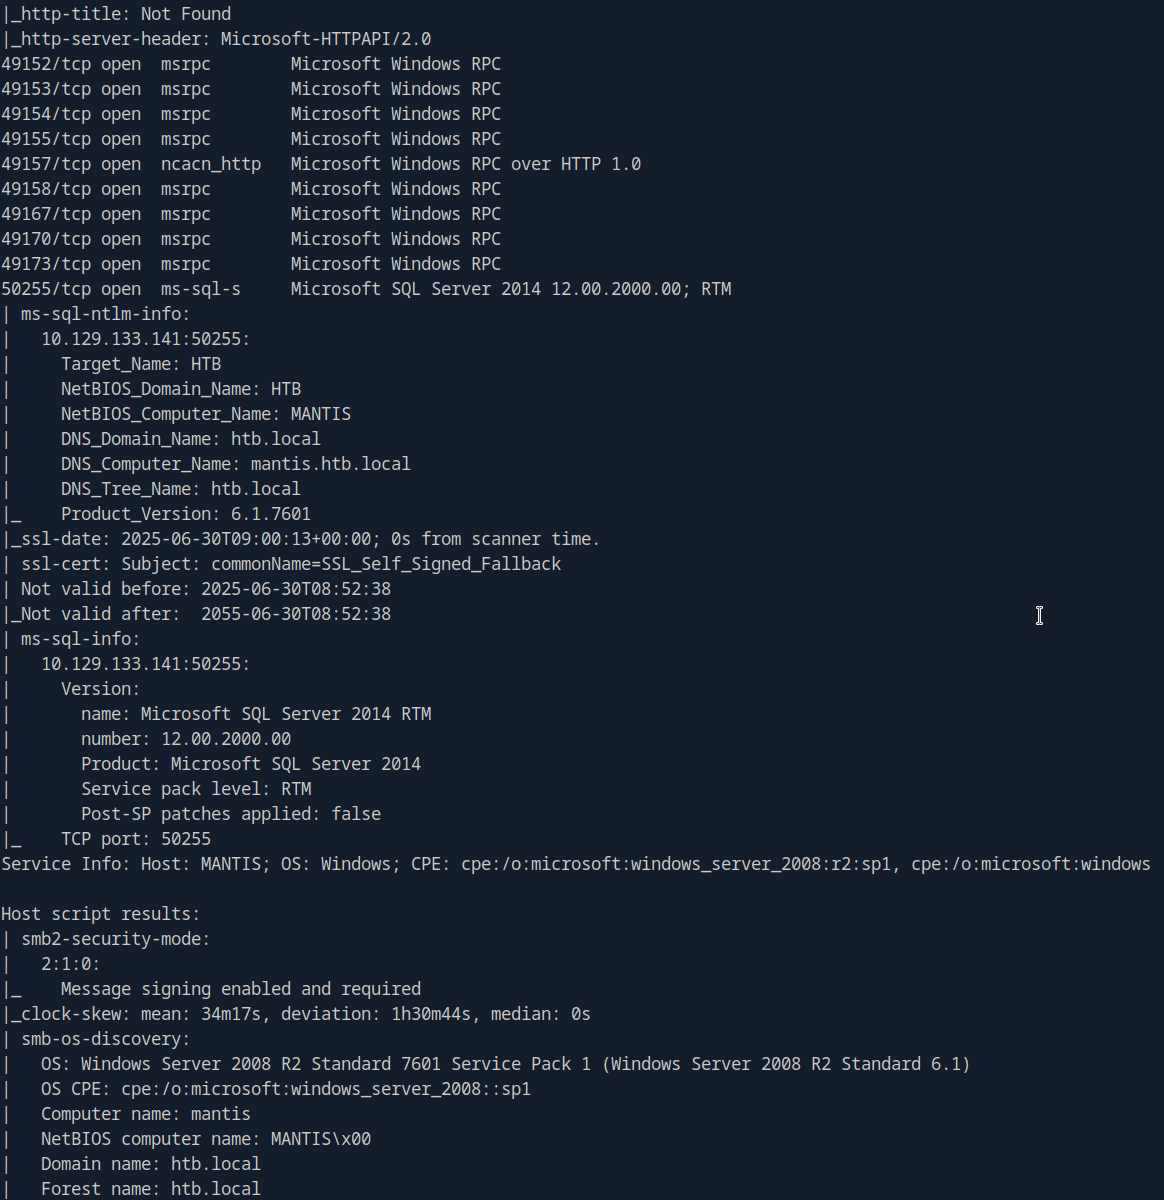 |_http-title: Not Found
|_http-server-header: Microsoft-HTTPAPI/2.0
49152/tcp open  msrpc        Microsoft Windows RPC
49153/tcp open  msrpc        Microsoft Windows RPC
49154/tcp open  msrpc        Microsoft Windows RPC
49155/tcp open  msrpc        Microsoft Windows RPC
49157/tcp open  ncacn_http   Microsoft Windows RPC over HTTP 1.0
49158/tcp open  msrpc        Microsoft Windows RPC
49167/tcp open  msrpc        Microsoft Windows RPC
49170/tcp open  msrpc        Microsoft Windows RPC
49173/tcp open  msrpc        Microsoft Windows RPC
50255/tcp open  ms-sql-s     Microsoft SQL Server 2014 12.00.2000.00; RTM
| ms-sql-ntlm-info:
|   10.129.133.141:50255:
|     Target_Name: HTB
|     NetBIOS_Domain_Name: HTB
|     NetBIOS_Computer_Name: MANTIS
|     DNS_Domain_Name: htb.local
|     DNS_Computer_Name: mantis.htb.local
|     DNS_Tree_Name: htb.local
|_    Product_Version: 6.1.7601
|_ssl-date: 2025-06-30T09:00:13+00:00; 0s from scanner time.
| ssl-cert: Subject: commonName=SSL_Self_Signed_Fallback
| Not valid before: 2025-06-30T08:52:38
|_Not valid after:  2055-06-30T08:52:38
| ms-sql-info:
|   10.129.133.141:50255:
|     Version:
|       name: Microsoft SQL Server 2014 RTM
|       number: 12.00.2000.00
|       Product: Microsoft SQL Server 2014
|       Service pack level: RTM
|       Post-SP patches applied: false
|_    TCP port: 50255
Service Info: Host: MANTIS; OS: Windows; CPE: cpe:/o:microsoft:windows_server_2008:r2:sp1, cpe:/o:microsoft:windows

Host script results:
| smb2-security-mode:
|   2:1:0:
|_    Message signing enabled and required
|_clock-skew: mean: 34m17s, deviation: 1h30m44s, median: 0s
| smb-os-discovery:
|   OS: Windows Server 2008 R2 Standard 7601 Service Pack 1 (Windows Server 2008 R2 Standard 6.1)
|   OS CPE: cpe:/o:microsoft:windows_server_2008::sp1
|   Computer name: mantis
|   NetBIOS computer name: MANTIS\x00
|   Domain name: htb.local
|   Forest name: htb.local